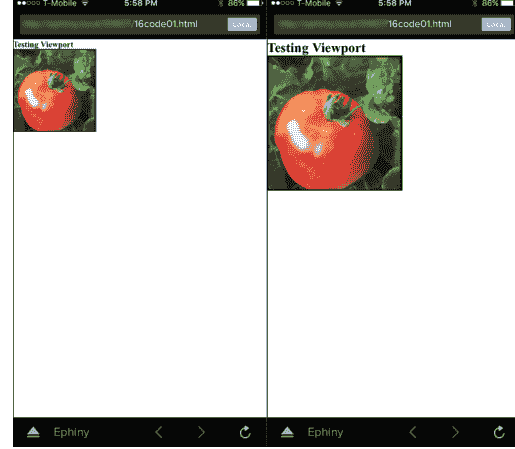 T-Mobile 5:58 PM 86%
/16code01.html
Testing Viewport
Ephiny
T-Mobile 5:58 PM 86%
/16code01.html
Testing Viewport
Ephiny